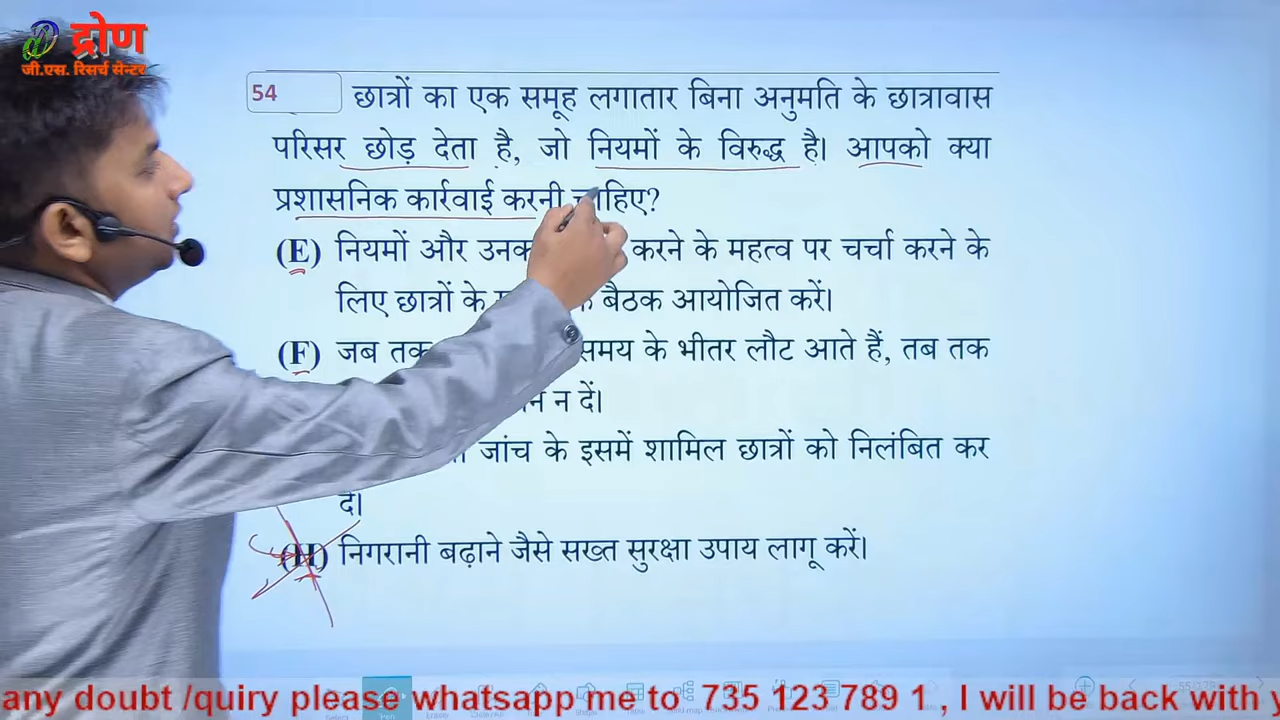 द्रोण
जी.एस. रिसर्च सेन्टर
54 छात्रों का एक समूह लगातार बिना अनुमति के छात्रावास
परिसर छोड़ देता है, जो नियमों के विरुद्ध है। आपको क्या
प्रशासनिक कार्रवाई करनी चाहिए?
(E) नियमों और उनक करने के महत्व पर चर्चा करने के
लिए छात्रों के बैठक आयोजित करें।
(F) जब तक समय के भीतर लौट आते हैं, तब तक
न दें।
जांच के इसमें शामिल छात्रों को निलंबित कर
दें।
(H) निगरानी बढ़ाने जैसे सख्त सुरक्षा उपाय लागू करें।
any doubt /quiry please whatsapp me to 735 123 789 1 , I will be back with y